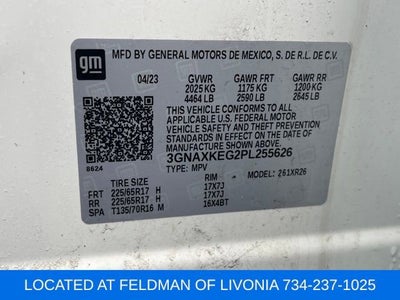 gm
MFD BY GENERAL MOTORS DE MEXICO, S. DE R.L. DE C.V.
04/23 GVWR GAWR FRT GAWR RR
2025 KG 1175 KG 1200 KG
4464 LB 2590 LB 2645 LB
THIS VEHICLE CONFORMS TO ALL
APPLICABLE U.S. FEDERAL MOTOR
VEHICLE SAFETY AND THEFT PREVENTION
STANDARDS IN EFFECT ON THE DATE OF
MANUFACTURE SHOWN ABOVE.
3GNAXKEG2PL255626
8624 TYPE: MPV
TIRE SIZE RIM MODEL: 261XR26
FRT 225/65R17 H 17X7J
RR 225/65R17 H 17X7J
SPA T135/70R16 M 16X4BT
LOCATED AT FELDMAN OF LIVONIA 734-237-1025